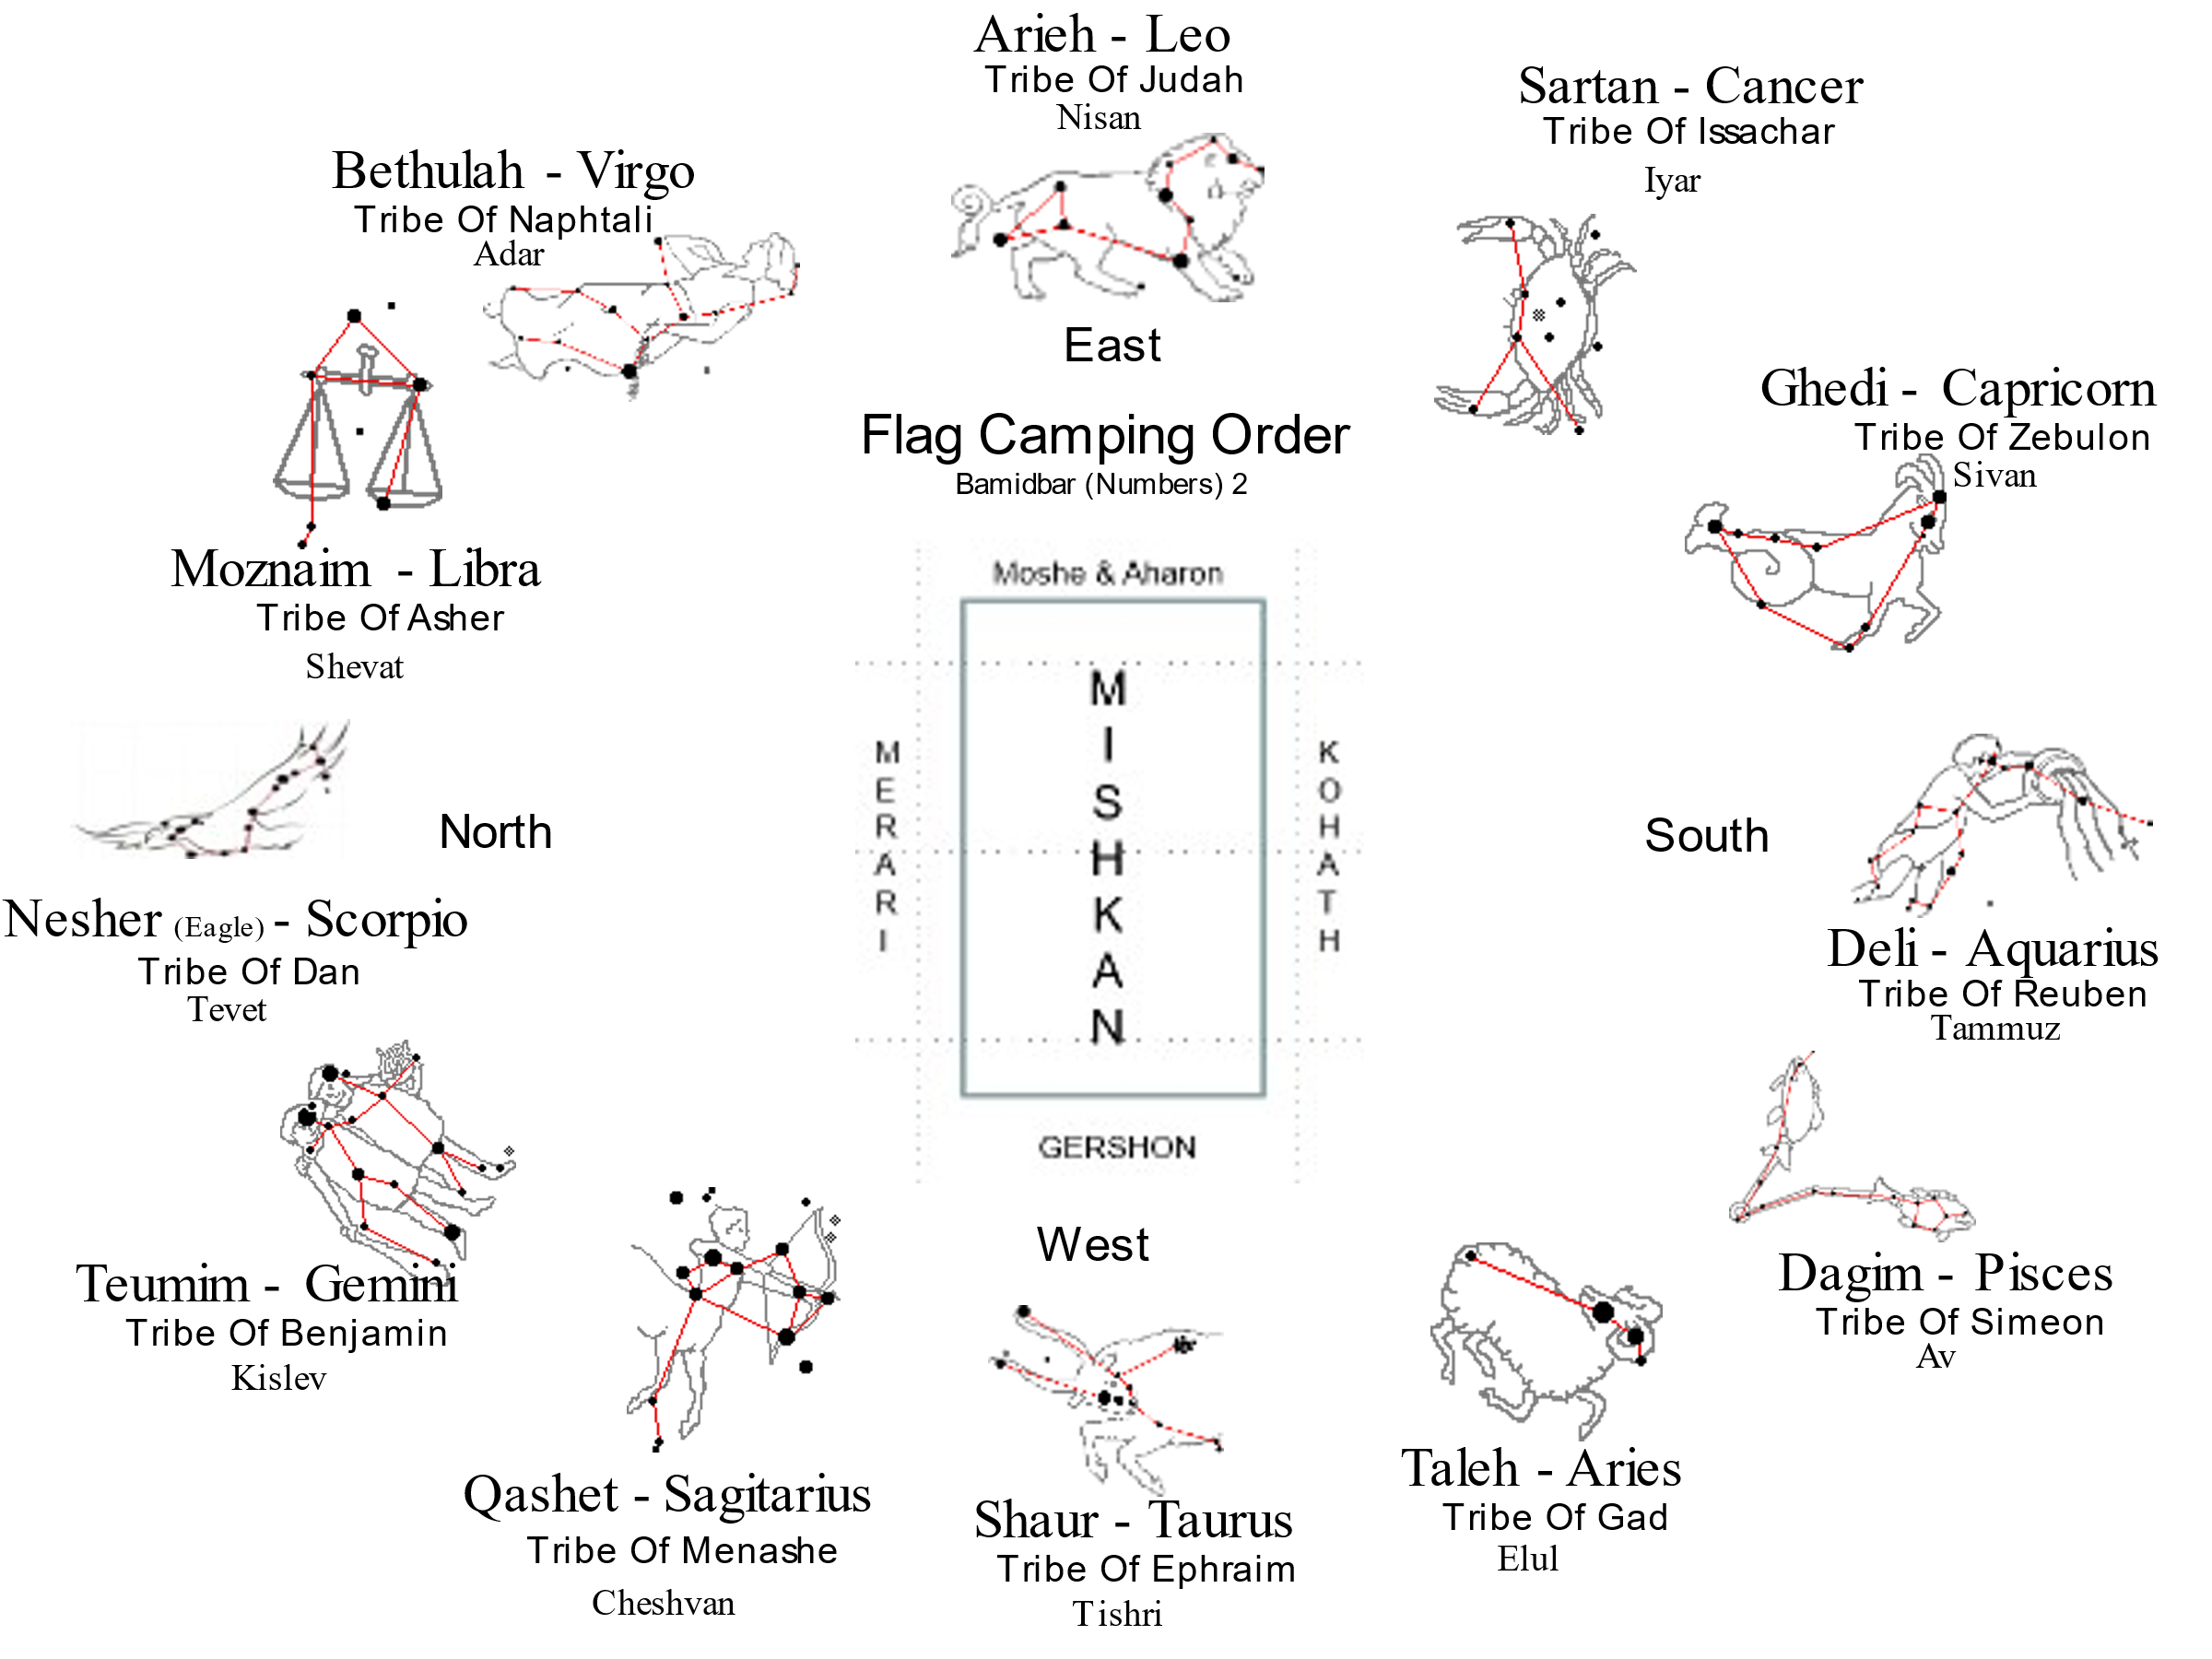 Arieh - Leo
Tribe Of Judah
Nisan
Sartan - Cancer
Tribe Of Issachar
Iyar
Bethulah - Virgo
Tribe Of Naphtali
Adar
East
Ghedi - Capricorn
Tribe Of Zebulon
Sivan
Flag Camping Order
Bamidbar (Numbers) 2
Moznaim - Libra
Tribe Of Asher
Shevat
Moshe & Aharon
MISHKAN
MERARI
KOHATH
GERSHON
North
South
Nesher (Eagle) - Scorpio
Tribe Of Dan
Tevet
Deli - Aquarius
Tribe Of Reuben
Tammuz
West
Teumim - Gemini
Tribe Of Benjamin
Kislev
Dagim - Pisces
Tribe Of Simeon
Av
Qashet - Sagitarius
Tribe Of Menashe
Cheshvan
Shaur - Taurus
Tribe Of Ephraim
Tishri
Taleh - Aries
Tribe Of Gad
Elul